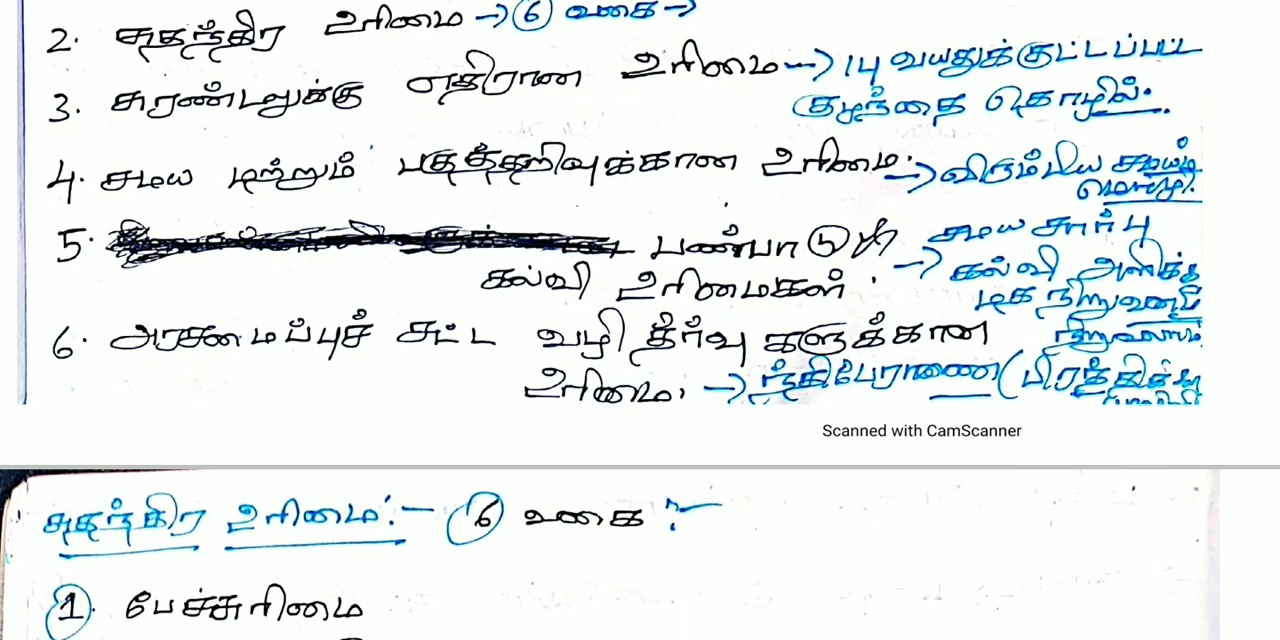 2. சுதந்திர உரிமை → 6 வகை →
3. சுரண்டலுக்கு எதிரான உரிமை → 14 வயதுக்குட்டப்பட்ட
குழந்தை தொழில்.
4. சமய மற்றும் பகுத்தறிவுக்கான உரிமை. → விரும்பிய சமயம்
மொழி.
5. பண்பாடு &
சமய சார்பு
கல்வி உரிமைகள். → கல்வி அளிக்க
நிறுவலாம்
6. அரசமைப்புச் சட்ட வழி தீர்வு களுக்கான
உரிமை. → நீதிபேராணை (
Scanned with CamScanner
சுதந்திர உரிமை :- 6 வகை :-
1. பேச்சுரிமை